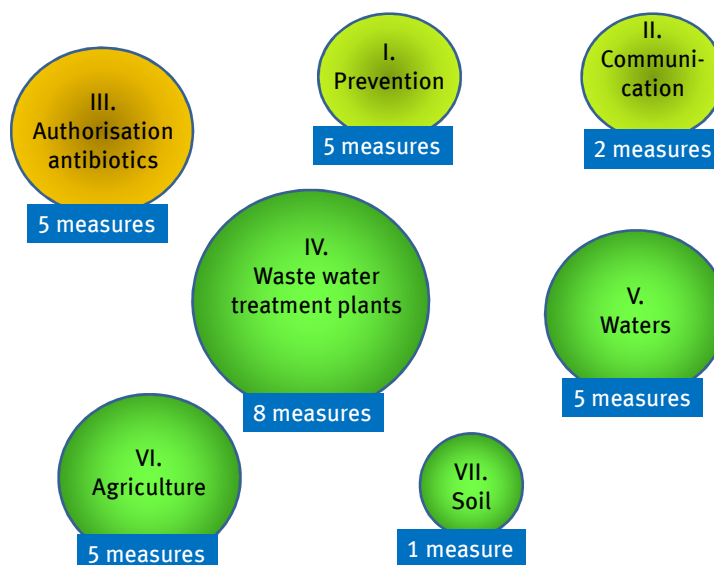 I.
Prevention
5 measures
II.
Communi-
cation
2 measures
III.
Authorisation
antibiotics
5 measures
IV.
Waste water
treatment plants
8 measures
V.
Waters
5 measures
VI.
Agriculture
5 measures
VII.
Soil
1 measure